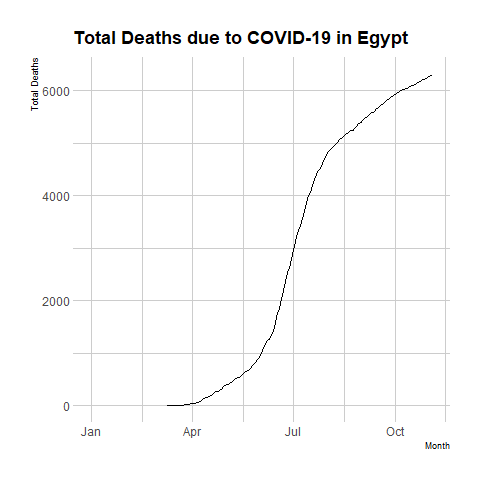 Total Deaths due to COVID-19 in Egypt
Total Deaths
6000
4000
2000
0
Jan Apr Jul Oct
Month